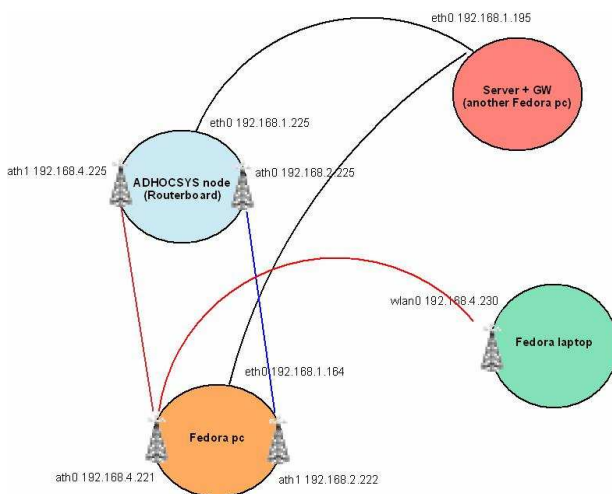 eth0 192.168.1.195
Server + GW
(another Fedora pc)
eth0 192.168.1.225
ath1 192.168.4.225
ath0 192.168.2.225
ADHOCSYS node
(Routerboard)
wlan0 192.168.4.230
Fedora laptop
eth0 192.168.1.164
Fedora pc
ath0 192.168.4.221
ath1 192.168.2.222